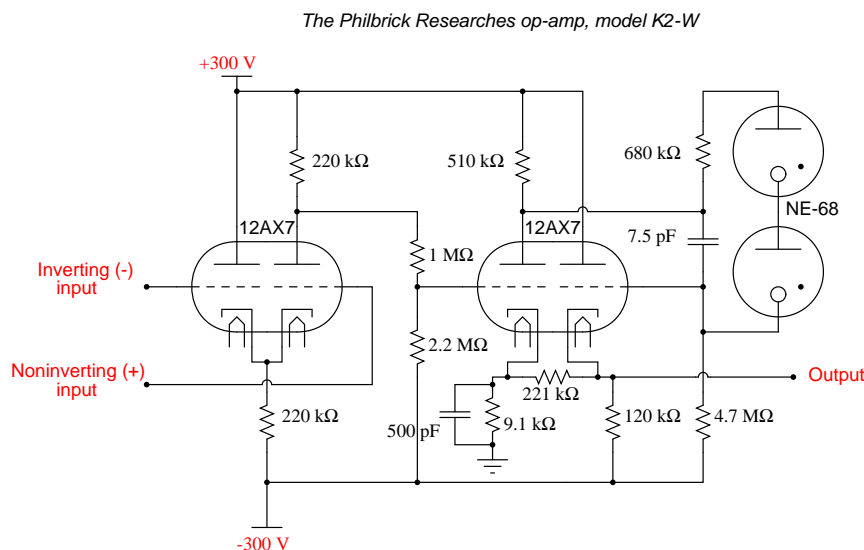 The Philbrick Researches op-amp, model K2-W
+300 V
220 kΩ
510 kΩ
680 kΩ
NE-68
12AX7
12AX7
7.5 pF
Inverting (-)
input
1 MΩ
Noninverting (+)
input
2.2 MΩ
Output
221 kΩ
220 kΩ
500 pF
9.1 kΩ
120 kΩ
4.7 MΩ
-300 V